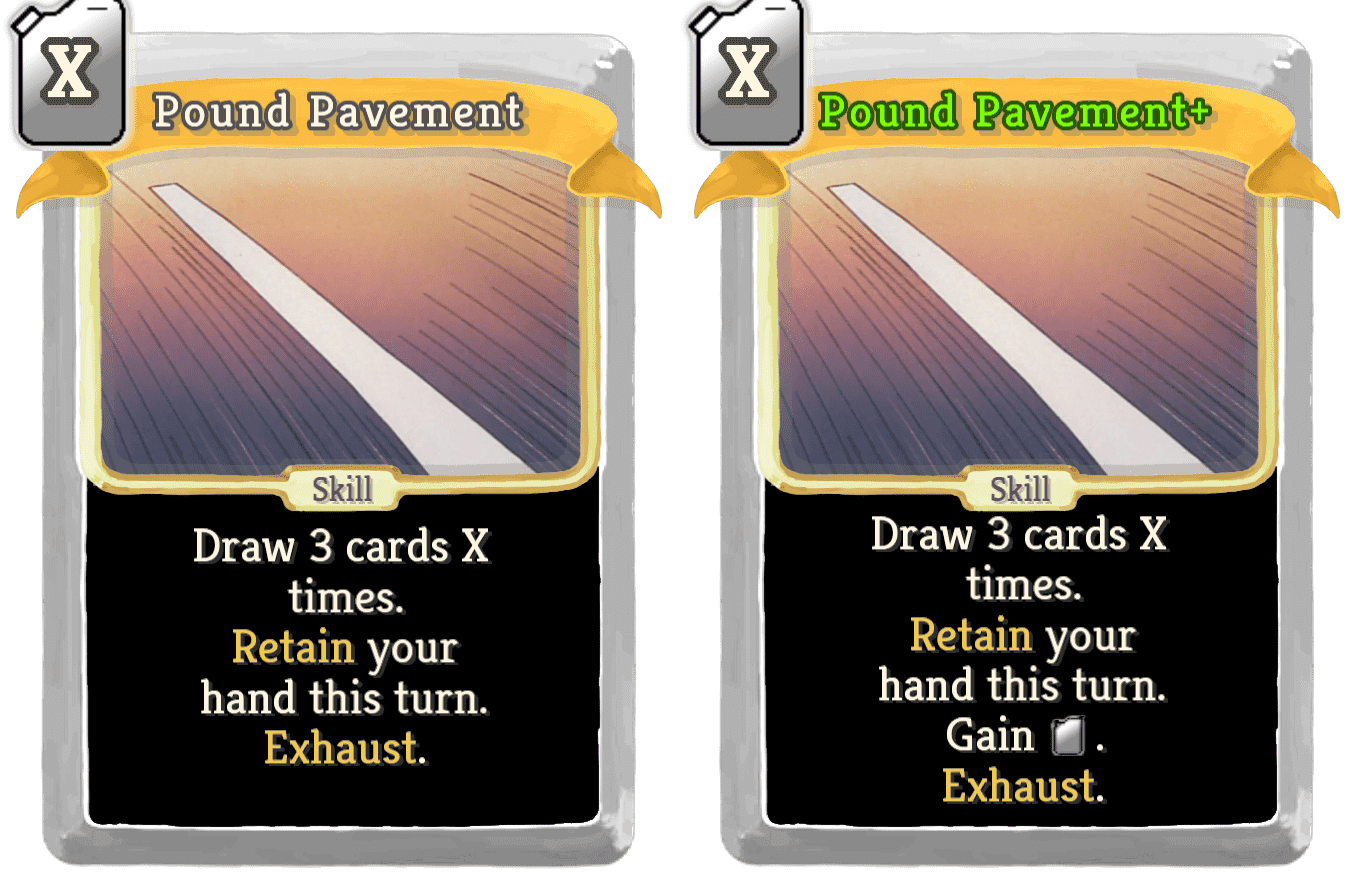 X
Pound Pavement
Skill
Draw 3 cards X
times.
Retain your
hand this turn.
Exhaust.
X
Pound Pavement+
Skill
Draw 3 cards X
times.
Retain your
hand this turn.
Gain .
Exhaust.